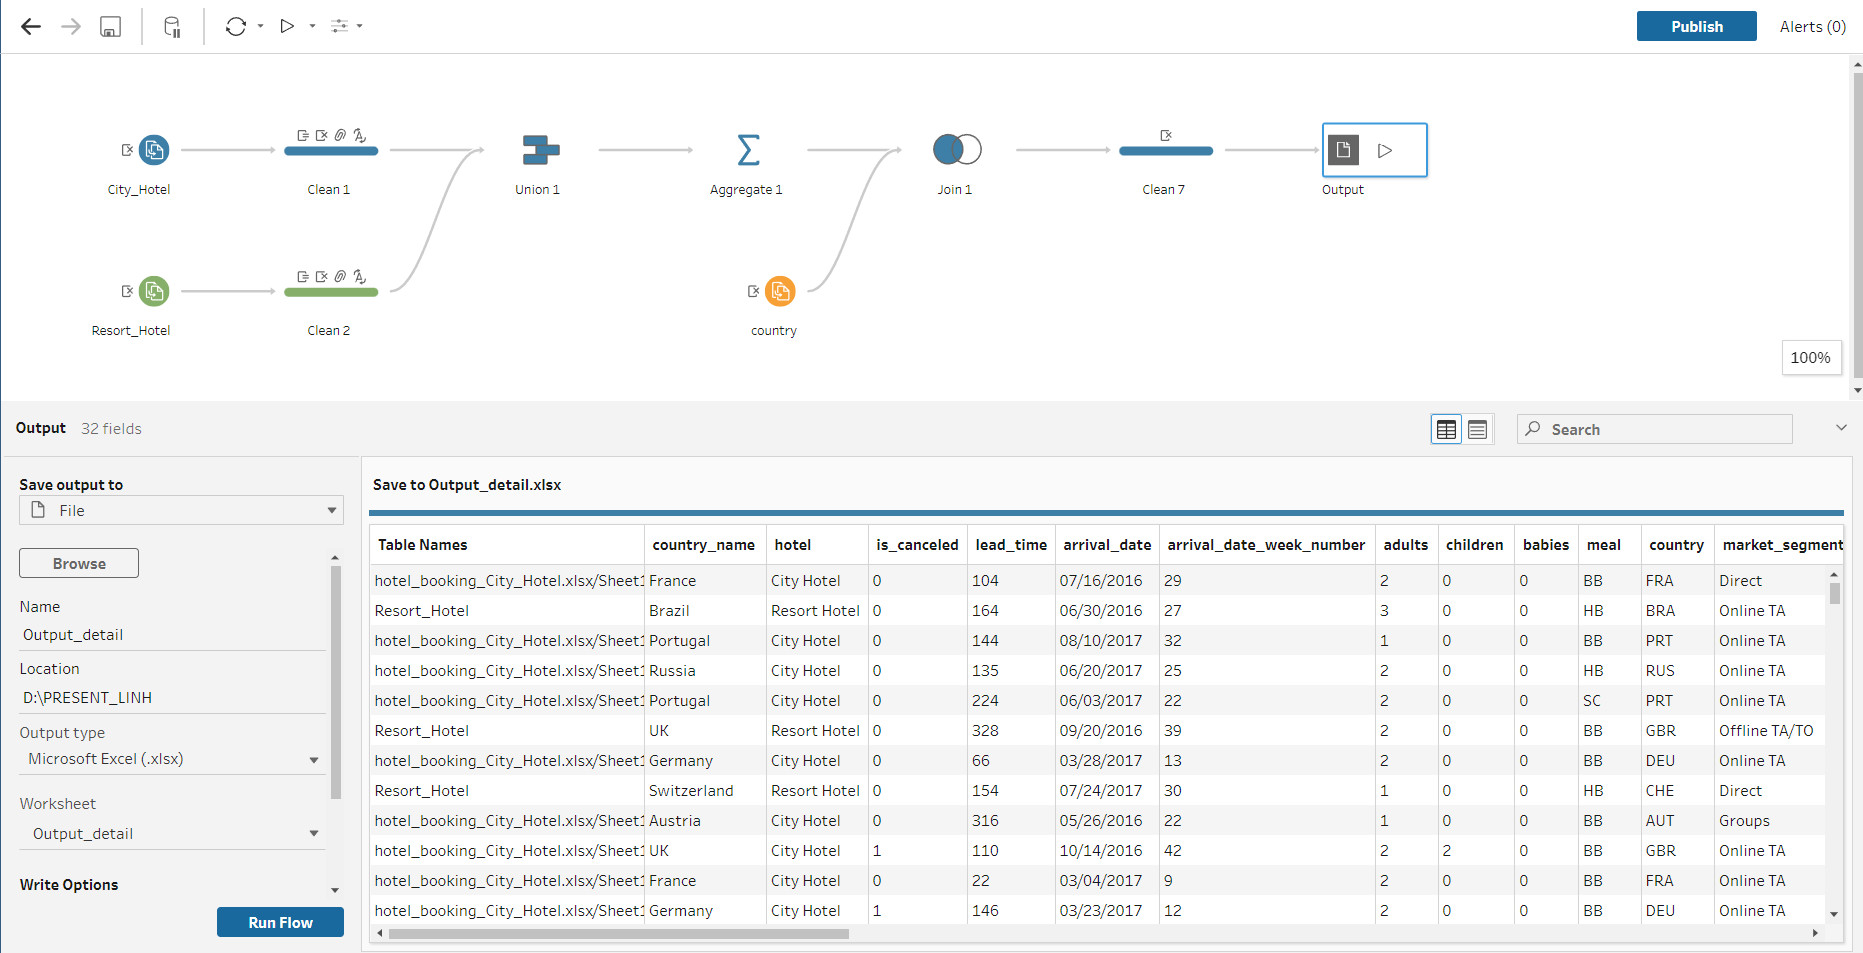 Publish Alerts (0)
City_Hotel Clean 1 Union 1 Aggregate 1 Join 1 Clean 7 Output
Resort_Hotel Clean 2 country
100%
Output 32 fields Search
Save output to
File
Browse
Name
Output_detail
Location
D:\PRESENT_LINH
Output type
Microsoft Excel (.xlsx)
Worksheet
Output_detail
Write Options
Run Flow
Save to Output_detail.xlsx
Table Names country_name hotel is_canceled lead_time arrival_date arrival_date_week_number adults children babies meal country market_segment
hotel_booking_City_Hotel.xlsx/Sheet1 France City Hotel 0 104 07/16/2016 29 2 0 0 BB FRA Direct
Resort_Hotel Brazil Resort Hotel 0 164 06/30/2016 27 3 0 0 HB BRA Online TA
hotel_booking_City_Hotel.xlsx/Sheet1 Portugal City Hotel 0 144 08/10/2017 32 1 0 0 BB PRT Online TA
hotel_booking_City_Hotel.xlsx/Sheet1 Russia City Hotel 0 135 06/20/2017 25 2 0 0 HB RUS Online TA
hotel_booking_City_Hotel.xlsx/Sheet1 Portugal City Hotel 0 224 06/03/2017 22 2 0 0 SC PRT Online TA
Resort_Hotel UK Resort Hotel 0 328 09/20/2016 39 2 0 0 BB GBR Offline TA/TO
hotel_booking_City_Hotel.xlsx/Sheet1 Germany City Hotel 0 66 03/28/2017 13 2 0 0 BB DEU Online TA
Resort_Hotel Switzerland Resort Hotel 0 154 07/24/2017 30 1 0 0 HB CHE Direct
hotel_booking_City_Hotel.xlsx/Sheet1 Austria City Hotel 0 316 05/26/2016 22 1 0 0 BB AUT Groups
hotel_booking_City_Hotel.xlsx/Sheet1 UK City Hotel 1 110 10/14/2016 42 2 2 0 BB GBR Online TA
hotel_booking_City_Hotel.xlsx/Sheet1 France City Hotel 0 22 03/04/2017 9 2 0 0 BB FRA Online TA
hotel_booking_City_Hotel.xlsx/Sheet1 Germany City Hotel 1 146 03/23/2017 12 2 0 0 BB DEU Online TA